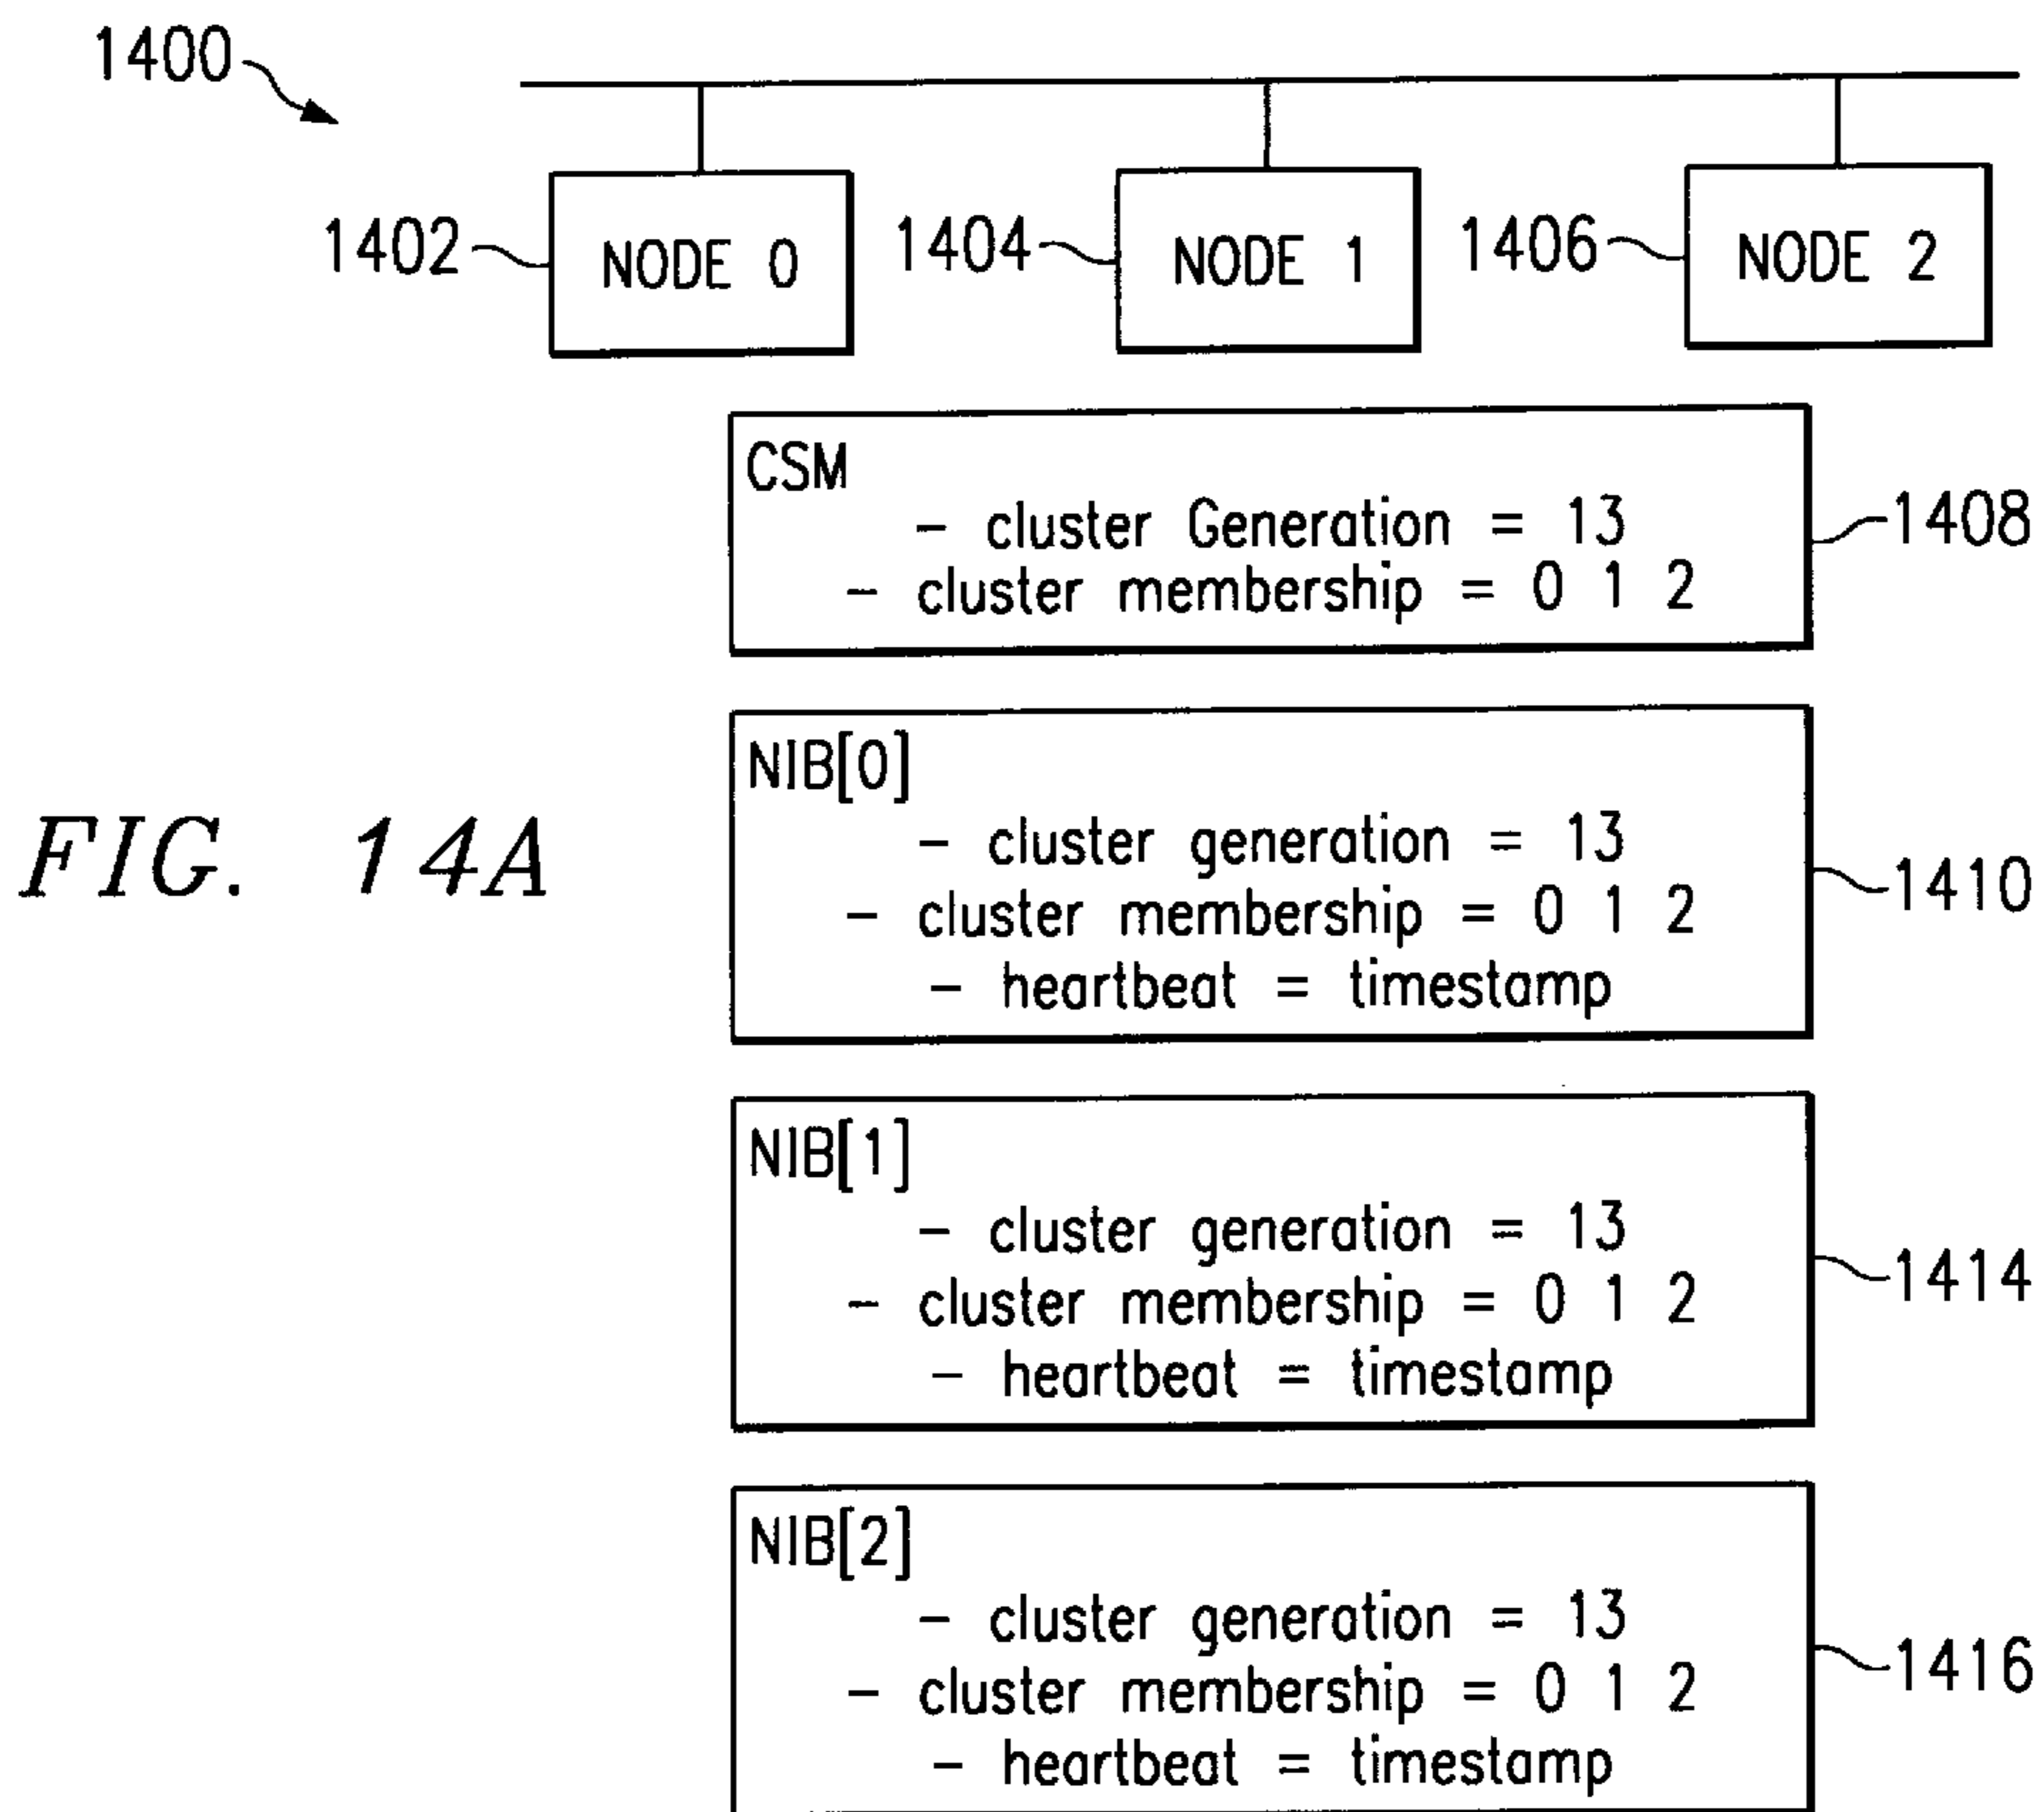 1400
1402 NODE 0 1404 NODE 1 1406 NODE 2
CSM
- cluster Generation = 13
- cluster membership = 0 1 2
1408
NIB[0]
- cluster generation = 13
- cluster membership = 0 1 2
- heartbeat = timestamp
1410
FIG. 14A
NIB[1]
- cluster generation = 13
- cluster membership = 0 1 2
- heartbeat = timestamp
1414
NIB[2]
- cluster generation = 13
- cluster membership = 0 1 2
- heartbeat = timestamp
1416